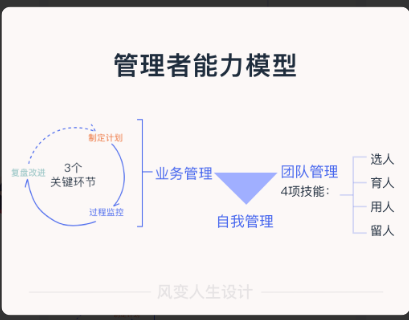 管理者能力模型
制定计划
复盘改进
3个
关键环节
过程监控
业务管理
团队管理
4项技能：
自我管理
选人
育人
用人
留人
风变人生设计